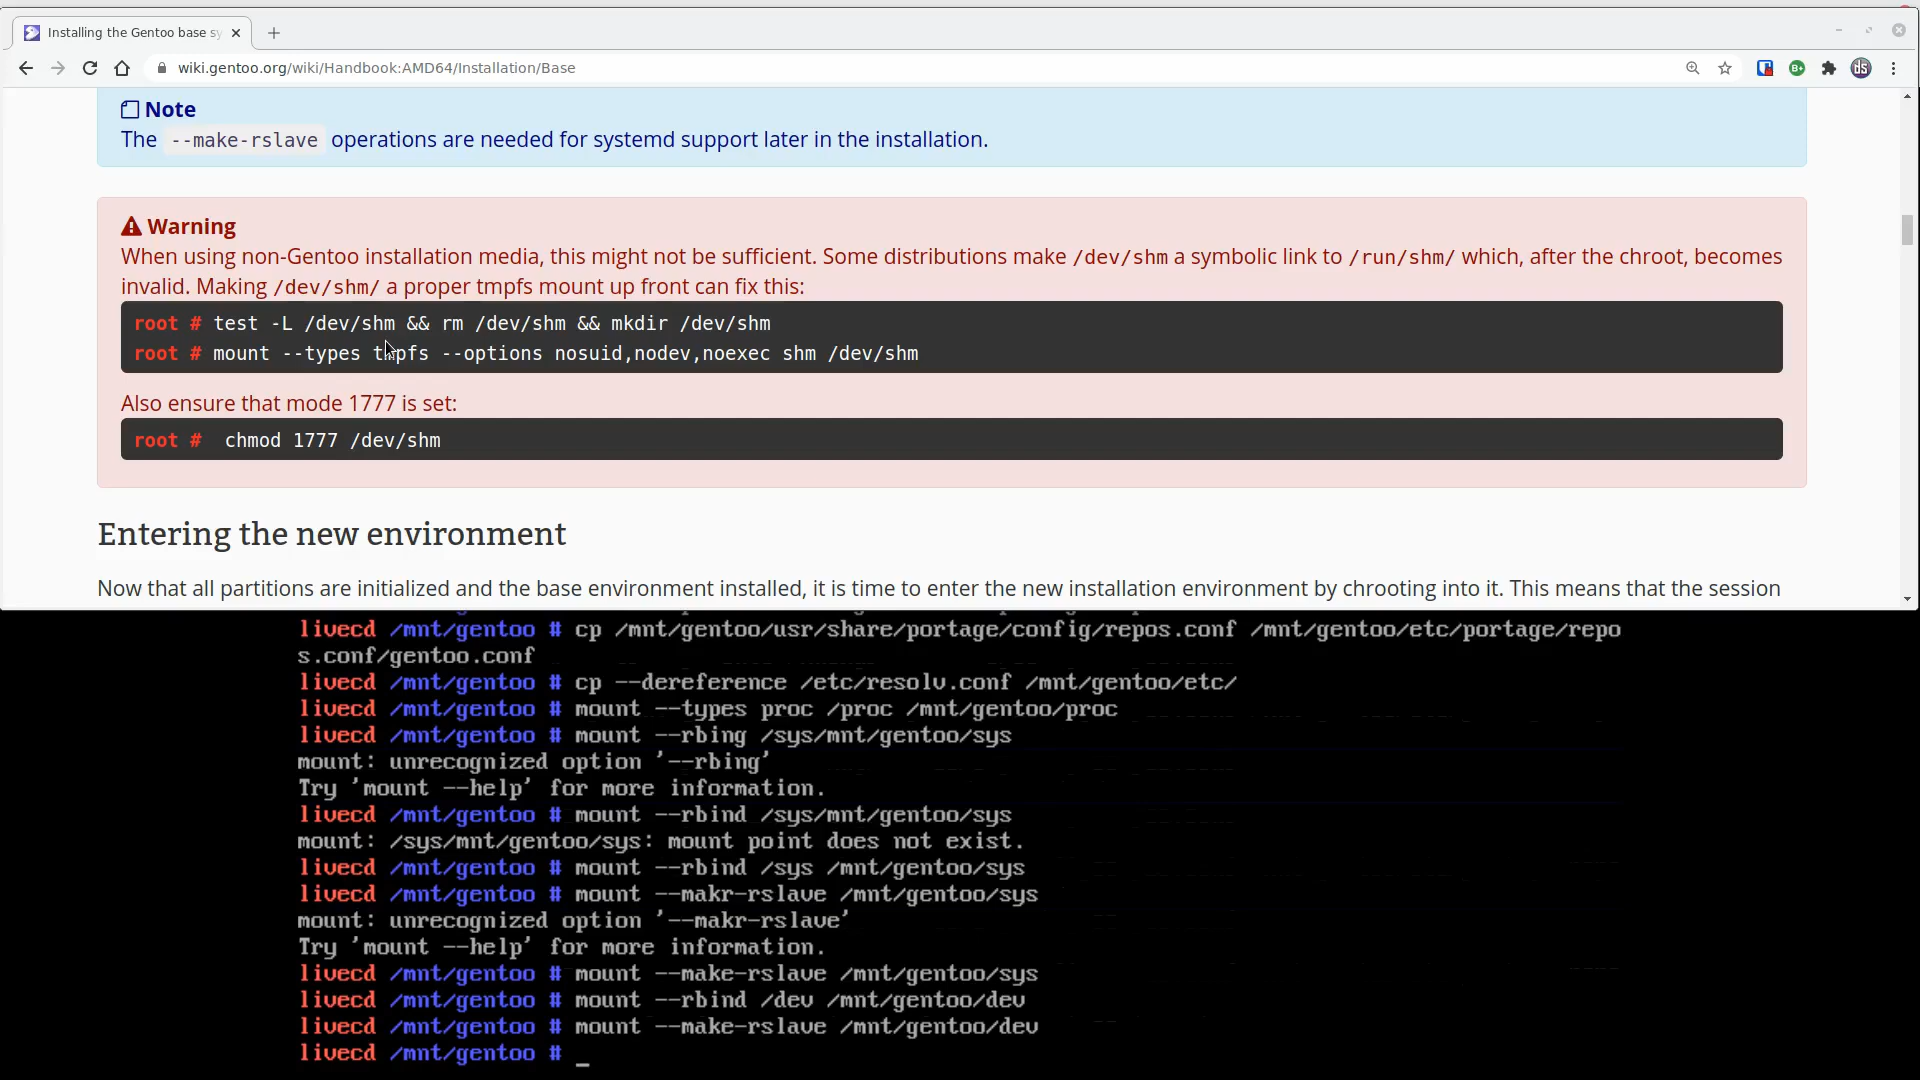 Installing the Gentoo base sy
wiki.gentoo.org/wiki/Handbook:AMD64/Installation/Base
Note
The --make-rslave operations are needed for systemd support later in the installation.
Warning
When using non-Gentoo installation media, this might not be sufficient. Some distributions make /dev/shm a symbolic link to /run/shm/ which, after the chroot, becomes
invalid. Making /dev/shm/ a proper tmpfs mount up front can fix this:
root # test -L /dev/shm && rm /dev/shm && mkdir /dev/shm
root # mount --types tmpfs --options nosuid,nodev,noexec shm /dev/shm
Also ensure that mode 1777 is set:
root # chmod 1777 /dev/shm
Entering the new environment
Now that all partitions are initialized and the base environment installed, it is time to enter the new installation environment by chrooting into it. This means that the session
livecd /mnt/gentoo # cp /mnt/gentoo/usr/share/portage/config/repos.conf /mnt/gentoo/etc/portage/repo
s.conf/gentoo.conf
livecd /mnt/gentoo # cp --dereference /etc/resolv.conf /mnt/gentoo/etc/
livecd /mnt/gentoo # mount --types proc /proc /mnt/gentoo/proc
livecd /mnt/gentoo # mount --rbing /sys/mnt/gentoo/sys
mount: unrecognized option '--rbing'
Try 'mount --help' for more information.
livecd /mnt/gentoo # mount --rbind /sys/mnt/gentoo/sys
mount: /sys/mnt/gentoo/sys: mount point does not exist.
livecd /mnt/gentoo # mount --rbind /sys /mnt/gentoo/sys
livecd /mnt/gentoo # mount --makr-rslave /mnt/gentoo/sys
mount: unrecognized option '--makr-rslave'
Try 'mount --help' for more information.
livecd /mnt/gentoo # mount --make-rslave /mnt/gentoo/sys
livecd /mnt/gentoo # mount --rbind /dev /mnt/gentoo/dev
livecd /mnt/gentoo # mount --make-rslave /mnt/gentoo/dev
livecd /mnt/gentoo # _